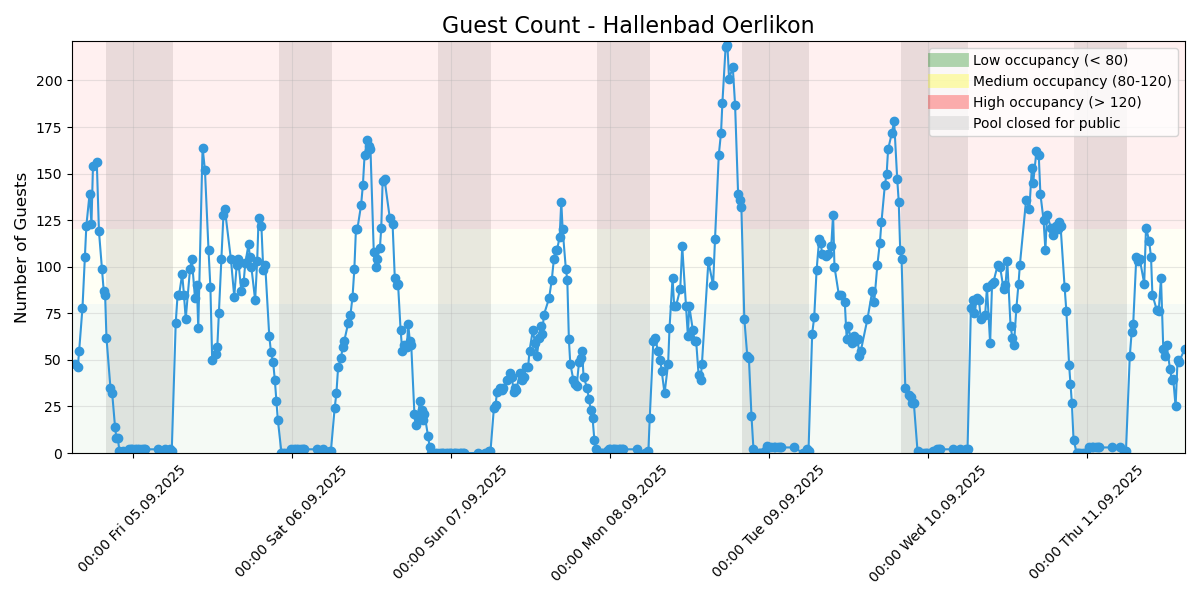 Guest Count - Hallenbad Oerlikon
Number of Guests
200
175
150
125
100
75
50
25
0
Low occupancy (< 80)
Medium occupancy (80-120)
High occupancy (> 120)
Pool closed for public
00:00 Fri 05.09.2025
00:00 Sat 06.09.2025
00:00 Sun 07.09.2025
00:00 Mon 08.09.2025
00:00 Tue 09.09.2025
00:00 Wed 10.09.2025
00:00 Thu 11.09.2025